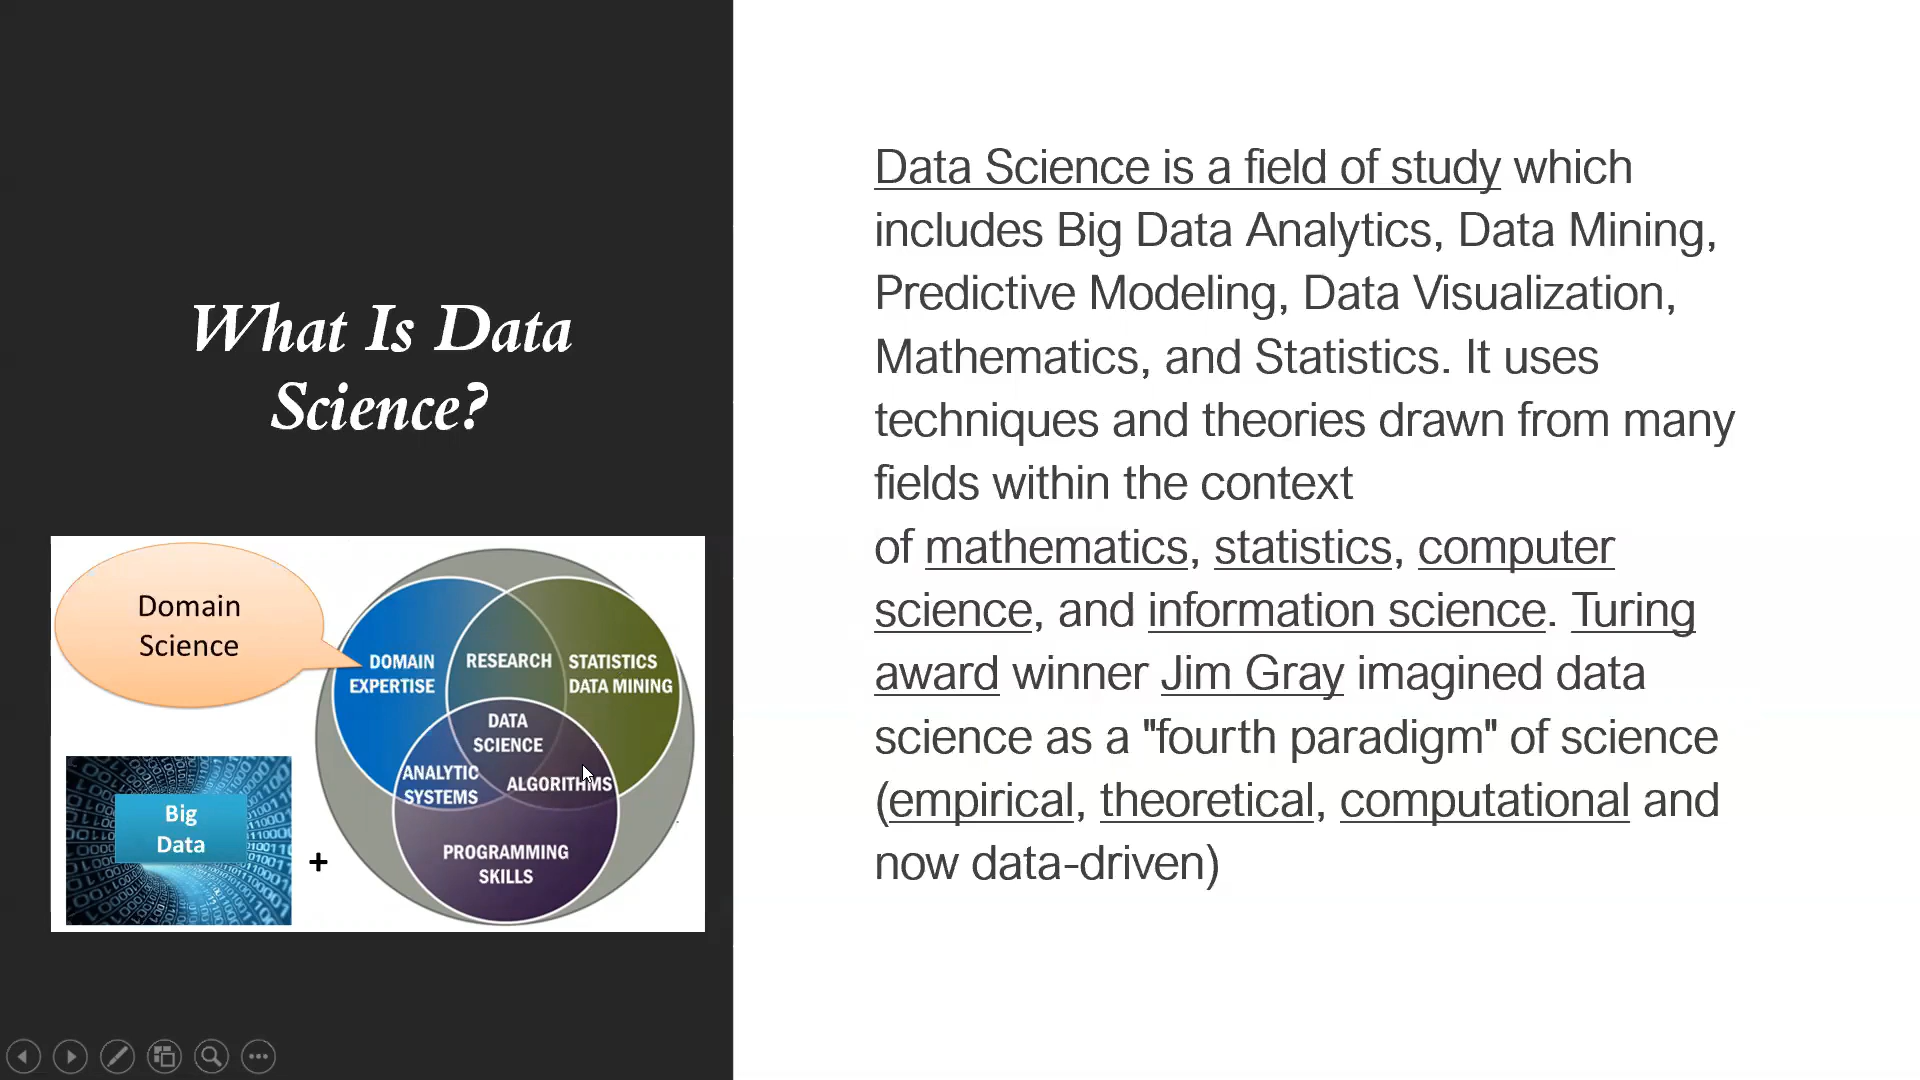 What Is Data
Science?
Domain
Science
DOMAIN
EXPERTISE
RESEARCH
STATISTICS
DATA MINING
DATA
SCIENCE
ANALYTIC
SYSTEMS
ALGORITHMS
PROGRAMMING
SKILLS
Big
Data
+
Data Science is a field of study which
includes Big Data Analytics, Data Mining,
Predictive Modeling, Data Visualization,
Mathematics, and Statistics. It uses
techniques and theories drawn from many
fields within the context
of mathematics, statistics, computer
science, and information science. Turing
award winner Jim Gray imagined data
science as a "fourth paradigm" of science
(empirical, theoretical, computational and
now data-driven)